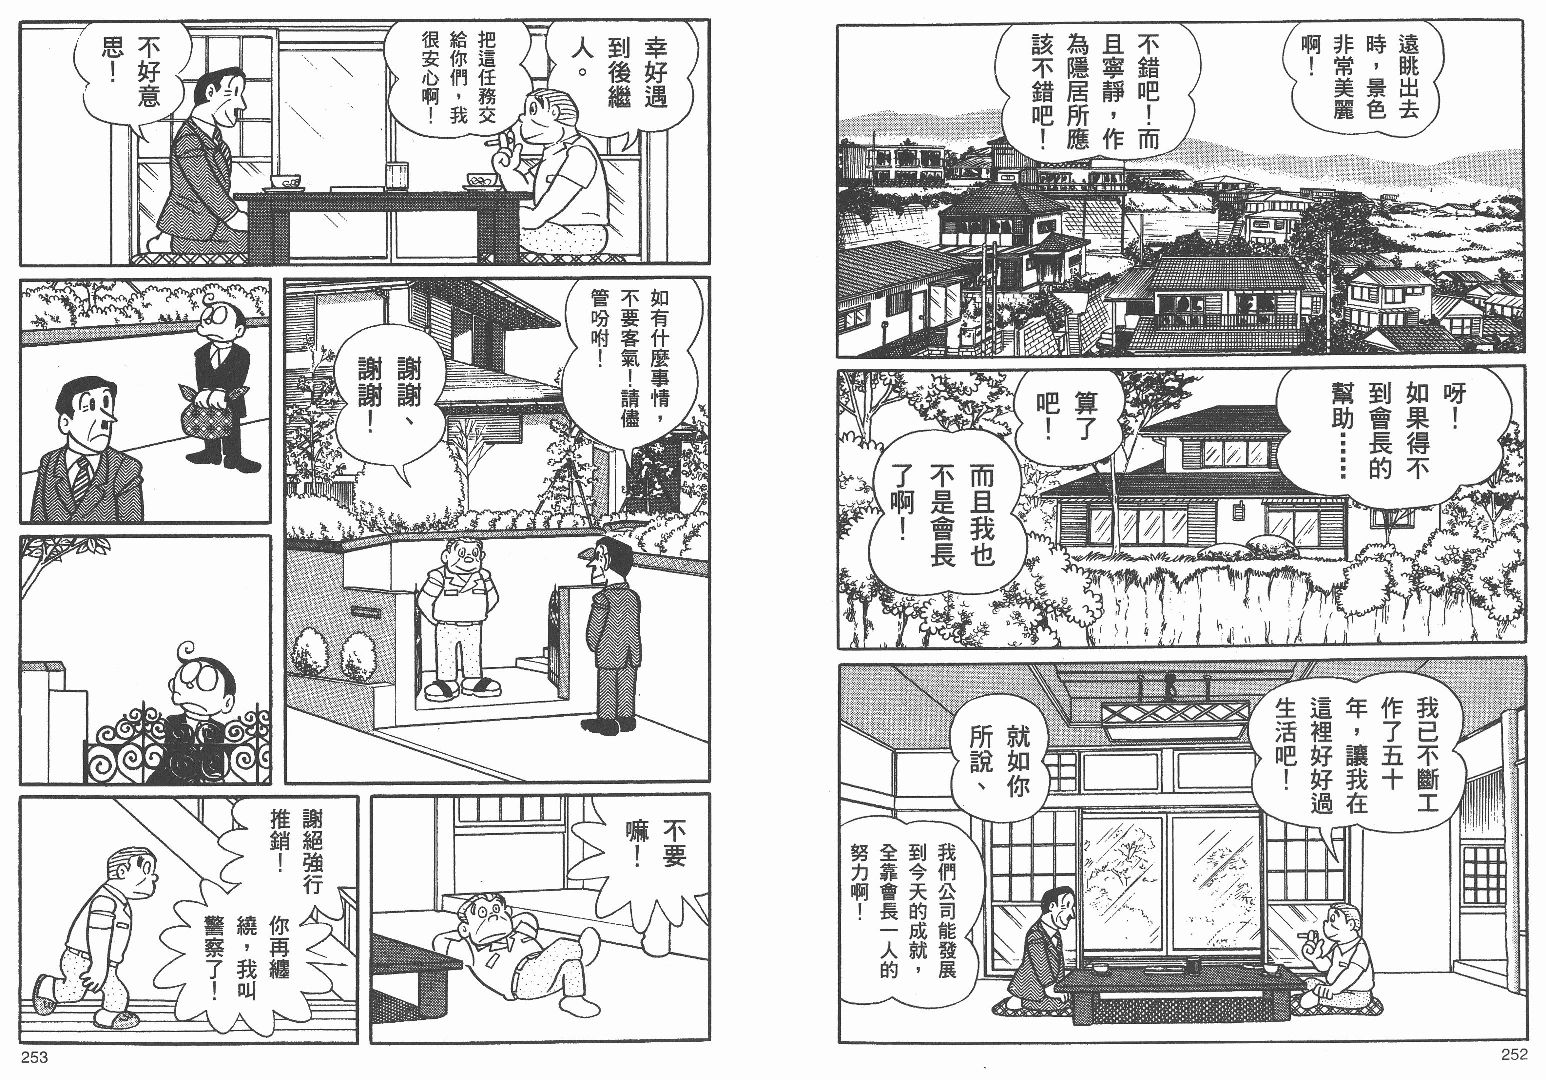 遠眺出去
時，景色
非常美麗
啊！
不錯吧！而
且寧靜，作
為隱居所應
該不錯吧！
呀！
如果得不
到會長的
幫助……
算了
吧！
而且我也
不是會長
了啊！
我已不斷工
作了五十
年，讓我在
這裡好好過
生活吧！
就如你
所說、
我們公司能發展
到今天的成就，
全靠會長一人的
努力啊！
252
幸好遇
到後繼
人。
把這任務交
給你們，我
很安心啊！
不好意
思！
如有什麼事情，
不要客氣！請儘
管吩咐！
謝謝、
謝謝！
不要
嘛！
謝絕強行
推銷！
你再纏
繞，我叫
警察了！
253